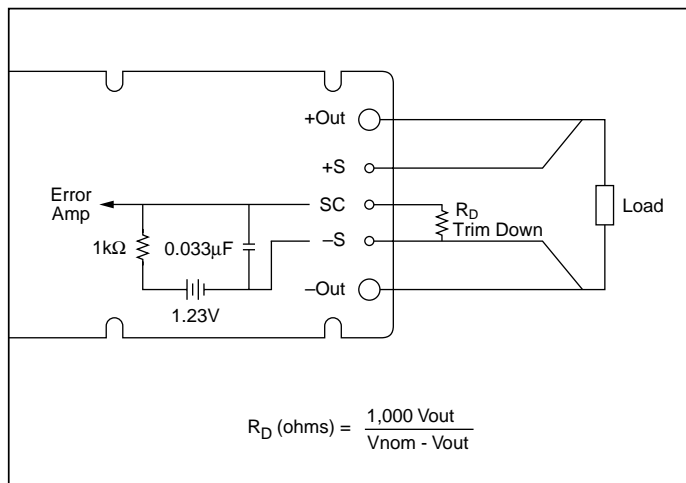 +Out
+S
Error
Amp
SC
R_D
Trim Down
Load
1kΩ
0.033μF
–S
1.23V
–Out
R_D (ohms) = 1,000 Vout / Vnom - Vout